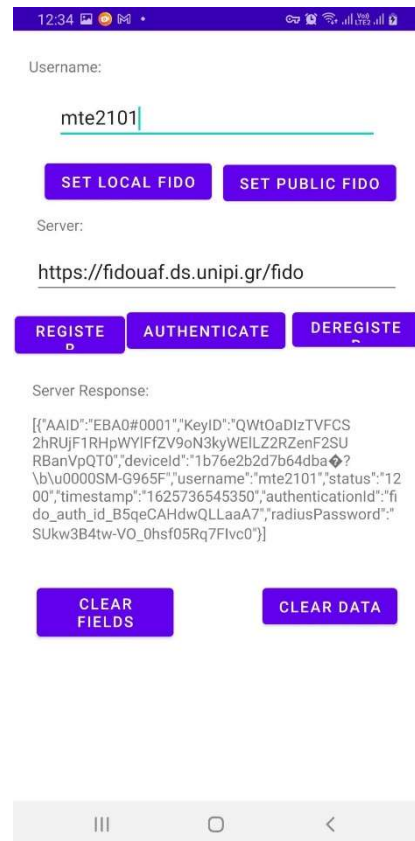 12:34
Username:
mte2101
SET LOCAL FIDO SET PUBLIC FIDO
Server:
https://fidouaf.ds.unipi.gr/fido
REGISTE AUTHENTICATE DEREGISTE
Server Response:
[{"AAID":"EBA0#0001","KeyID":"QWtOaDIzTVFCS
2hRUjF1RHpWYlFfZV9oN3kyWElLZ2RZenF2SU
RBanVpQT0","deviceId":"1b76e2b2d7b64dba�?
\b\u0000SM-G965F","username":"mte2101","status":"12
00","timestamp":"1625736545350","authenticationId":"fi
do_auth_id_B5qeCAHdwQLLaaA7","radiusPassword":"
SUkw3B4tw-VO_0hsf05Rq7FIvc0"}]
CLEAR
FIELDS
CLEAR DATA